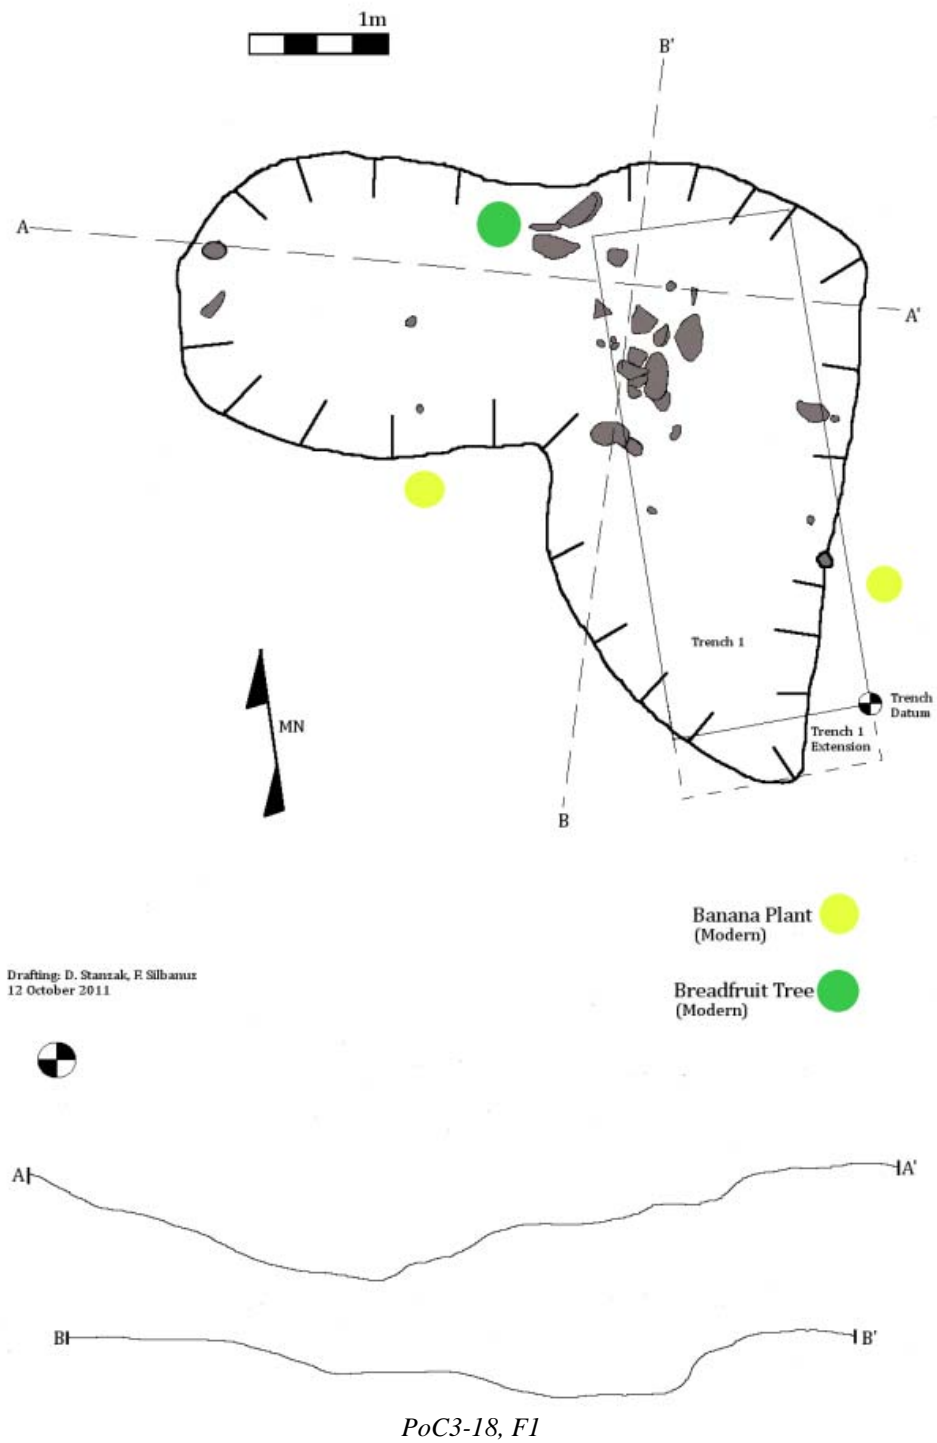 1m
B'
A
A'
Trench 1
MN
Trench
Datum
Trench 1
Extension
B
Banana Plant
(Modern)
Breadfruit Tree
(Modern)
Drafting: D. Stanzak, F. Silbanuz
12 October 2011
A
A'
B
B'
PoC3-18, F1